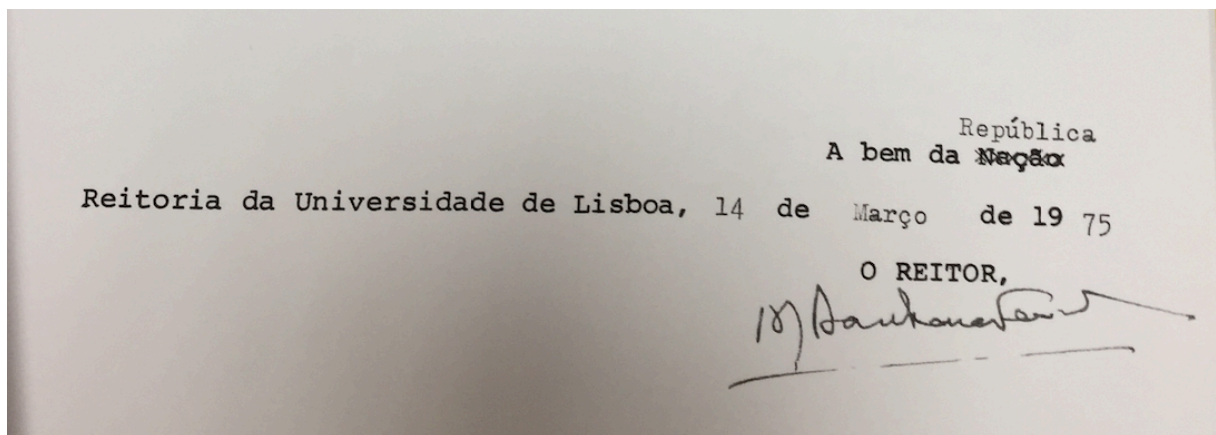 República
A bem da Nação
Reitoria da Universidade de Lisboa, 14 de Março de 19 75
O REITOR,